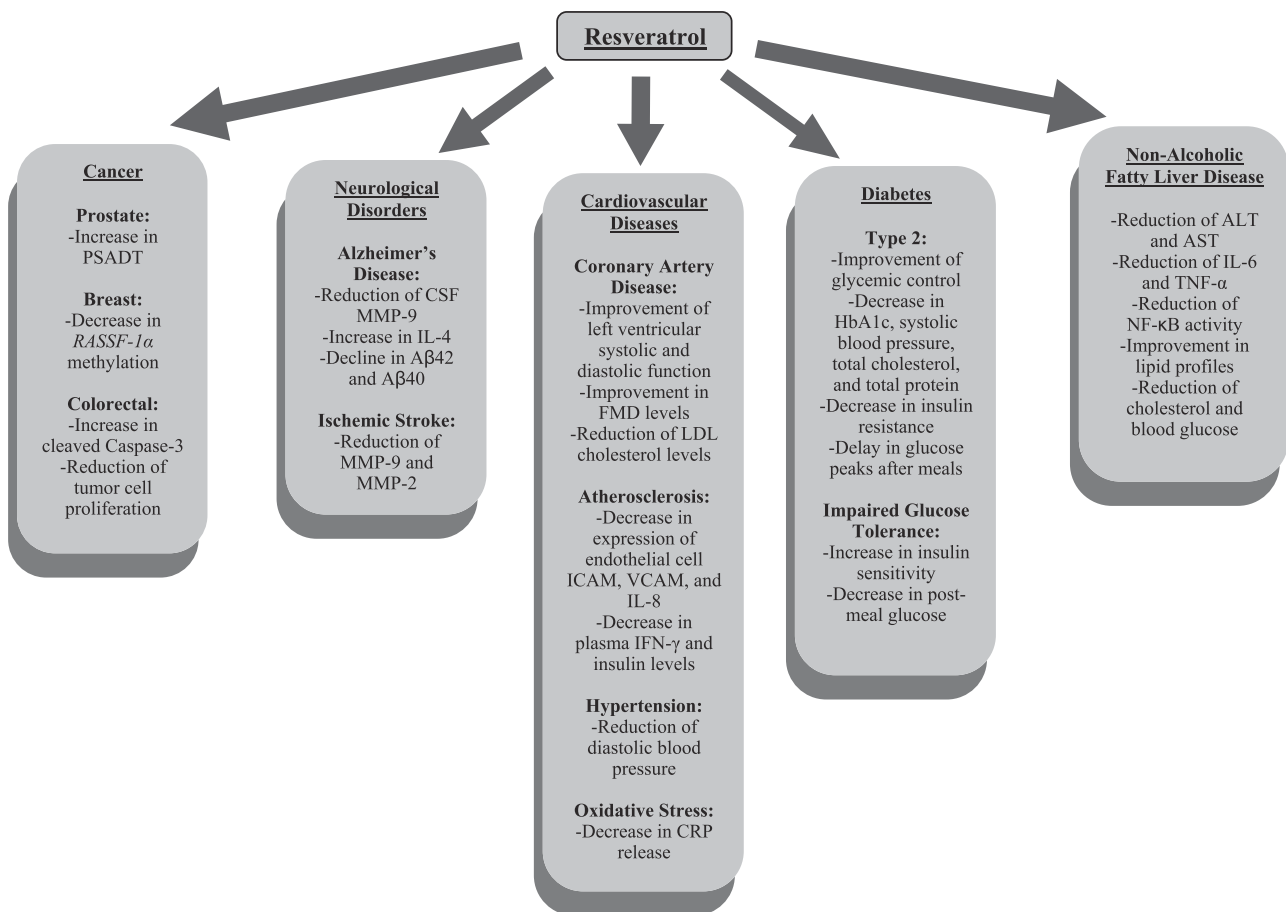 Resveratrol
Cancer
Prostate:
-Increase in
PSADT
Breast:
-Decrease in
RASSF-1α
methylation
Colorectal:
-Increase in
cleaved Caspase-3
-Reduction of
tumor cell
proliferation
Neurological
Disorders
Alzheimer's
Disease:
-Reduction of CSF
MMP-9
-Increase in IL-4
-Decline in Aβ42
and Aβ40
Ischemic Stroke:
-Reduction of
MMP-9 and
MMP-2
Cardiovascular
Diseases
Coronary Artery
Disease:
-Improvement of
left ventricular
systolic and
diastolic function
-Improvement in
FMD levels
-Reduction of LDL
cholesterol levels
Atherosclerosis:
-Decrease in
expression of
endothelial cell
ICAM, VCAM, and
IL-8
-Decrease in
plasma IFN-γ and
insulin levels
Hypertension:
-Reduction of
diastolic blood
pressure
Oxidative Stress:
-Decrease in CRP
release
Diabetes
Type 2:
-Improvement of
glycemic control
-Decrease in
HbA1c, systolic
blood pressure,
total cholesterol,
and total protein
-Decrease in insulin
resistance
-Delay in glucose
peaks after meals
Impaired Glucose
Tolerance:
-Increase in insulin
sensitivity
-Decrease in post-
meal glucose
Non-Alcoholic
Fatty Liver Disease
-Reduction of ALT
and AST
-Reduction of IL-6
and TNF-α
-Reduction of
NF-κB activity
-Improvement in
lipid profiles
-Reduction of
cholesterol and
blood glucose